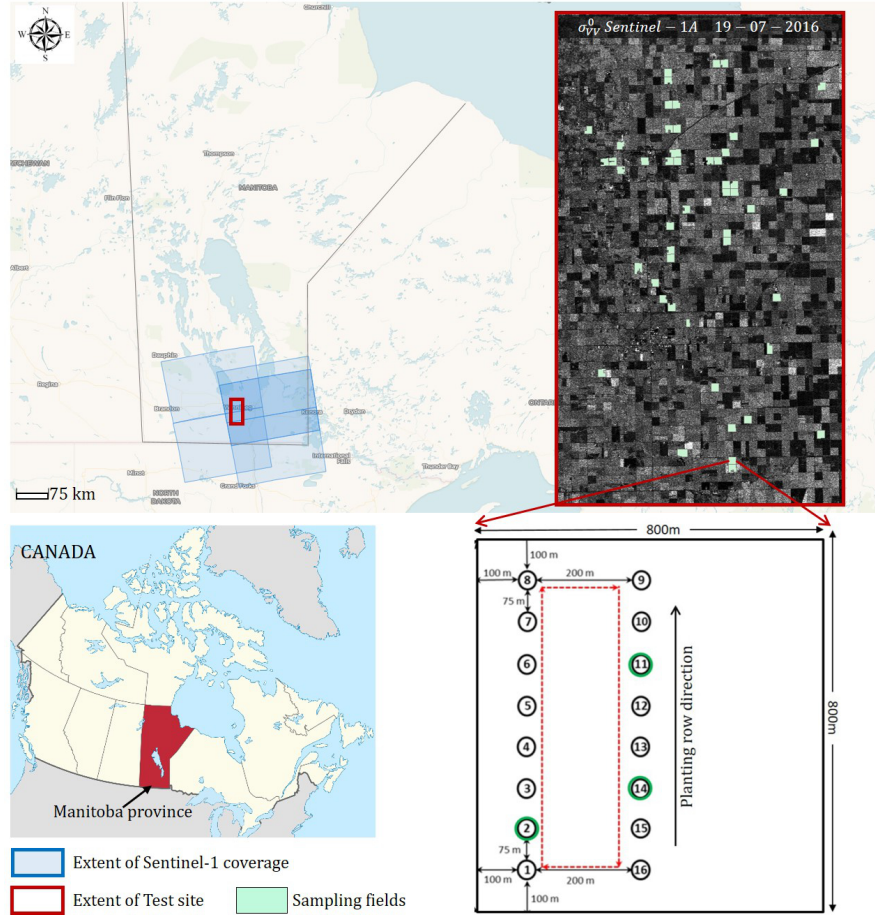 N
W E
S
Churchill
σ⁰VV Sentinel − 1A 19 − 07 − 2016
Thompson
MANITOBA
Flin Flon
Dauphin
Regina
Brandon
Kenora
Dryden
ONTAR
International
Falls
Thunder Bay
Minot
Grand Forks
NORTH
DAKOTA
75 km
CANADA
Manitoba province
Extent of Sentinel-1 coverage
Extent of Test site
Sampling fields
800m
100 m
100 m
200 m
8
9
75 m
7
10
6
11
5
12
4
13
3
14
2
15
75 m
1
16
100 m
200 m
100 m
Planting row direction
800m